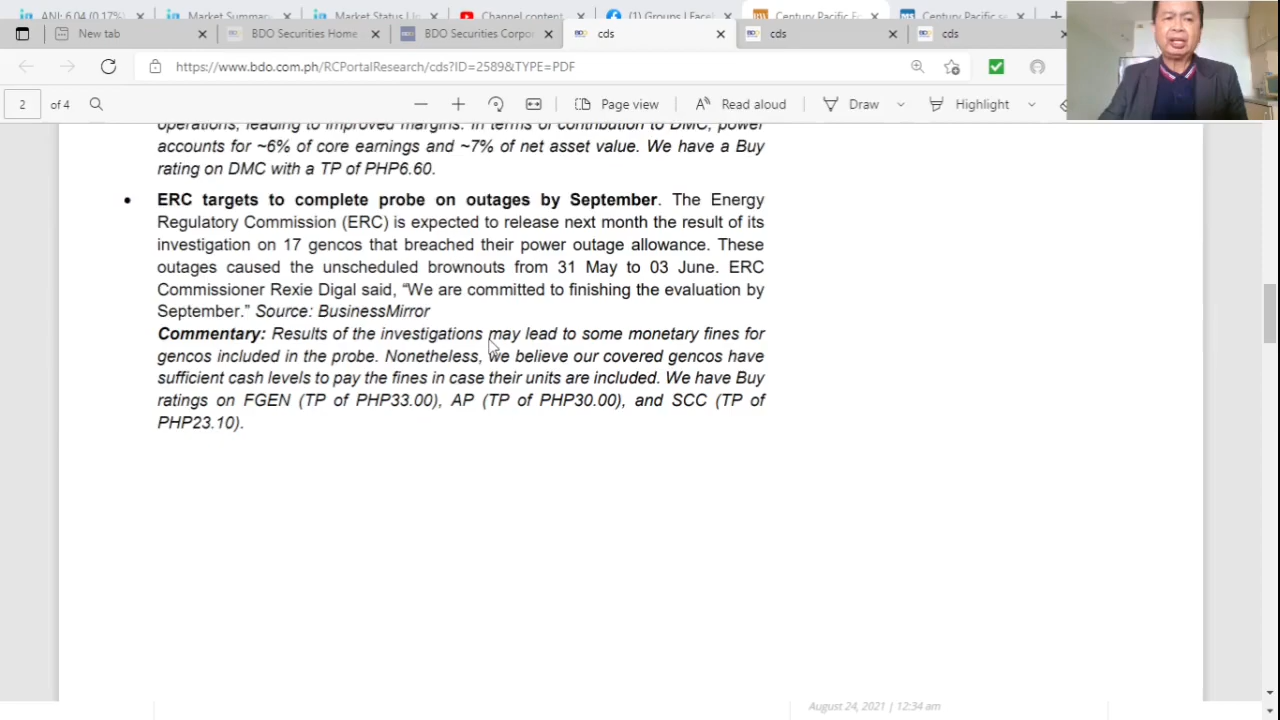 ANI: 6.04 (0.17%)
Market Summar
Market Status | I
Channel content
(1) Groups | Facel
Century Pacific Fo
Century Pacific se
New tab
BDO Securities Home
BDO Securities Corpo
cds
cds
cds
https://www.bdo.com.ph/RCPortalResearch/cds?ID=2589&TYPE=PDF
2 of 4
Page view
Read aloud
Draw
Highlight
operations, leading to improved margins. In terms of contribution to DMC, power
accounts for ~6% of core earnings and ~7% of net asset value. We have a Buy
rating on DMC with a TP of PHP6.60.
• ERC targets to complete probe on outages by September. The Energy
Regulatory Commission (ERC) is expected to release next month the result of its
investigation on 17 gencos that breached their power outage allowance. These
outages caused the unscheduled brownouts from 31 May to 03 June. ERC
Commissioner Rexie Digal said, “We are committed to finishing the evaluation by
September.” Source: BusinessMirror
Commentary: Results of the investigations may lead to some monetary fines for
gencos included in the probe. Nonetheless, we believe our covered gencos have
sufficient cash levels to pay the fines in case their units are included. We have Buy
ratings on FGEN (TP of PHP33.00), AP (TP of PHP30.00), and SCC (TP of
PHP23.10).
August 24, 2021 | 12:34 am